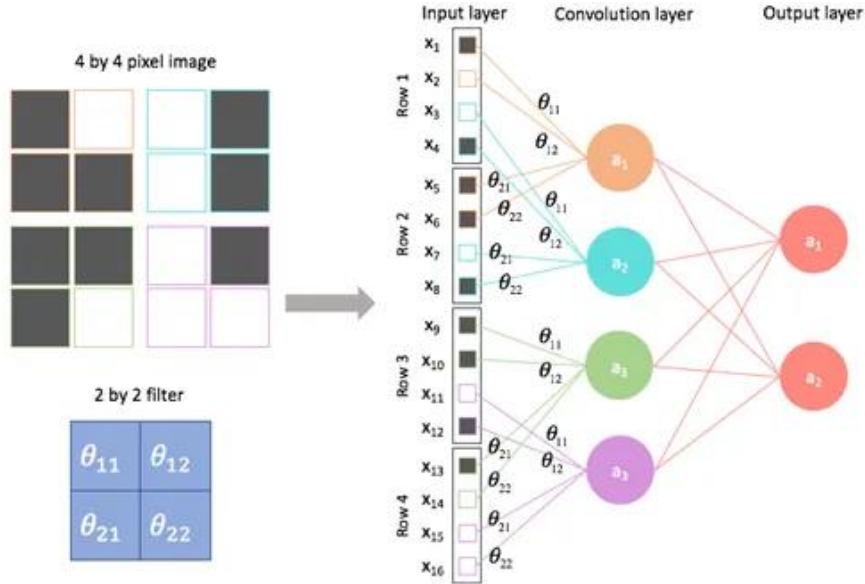 4 by 4 pixel image
2 by 2 filter
θ11 θ12
θ21 θ22
Input layer Convolution layer Output layer
Row 1
x1
x2
x3
x4
Row 2
x5
x6
x7
x8
Row 3
x9
x10
x11
x12
Row 4
x13
x14
x15
x16
θ11
θ12
θ21
θ22
θ11
θ12
θ21
θ22
θ11
θ12
θ21
θ22
θ11
θ12
θ21
θ22
a1
a2
a3
a3
a1
a2